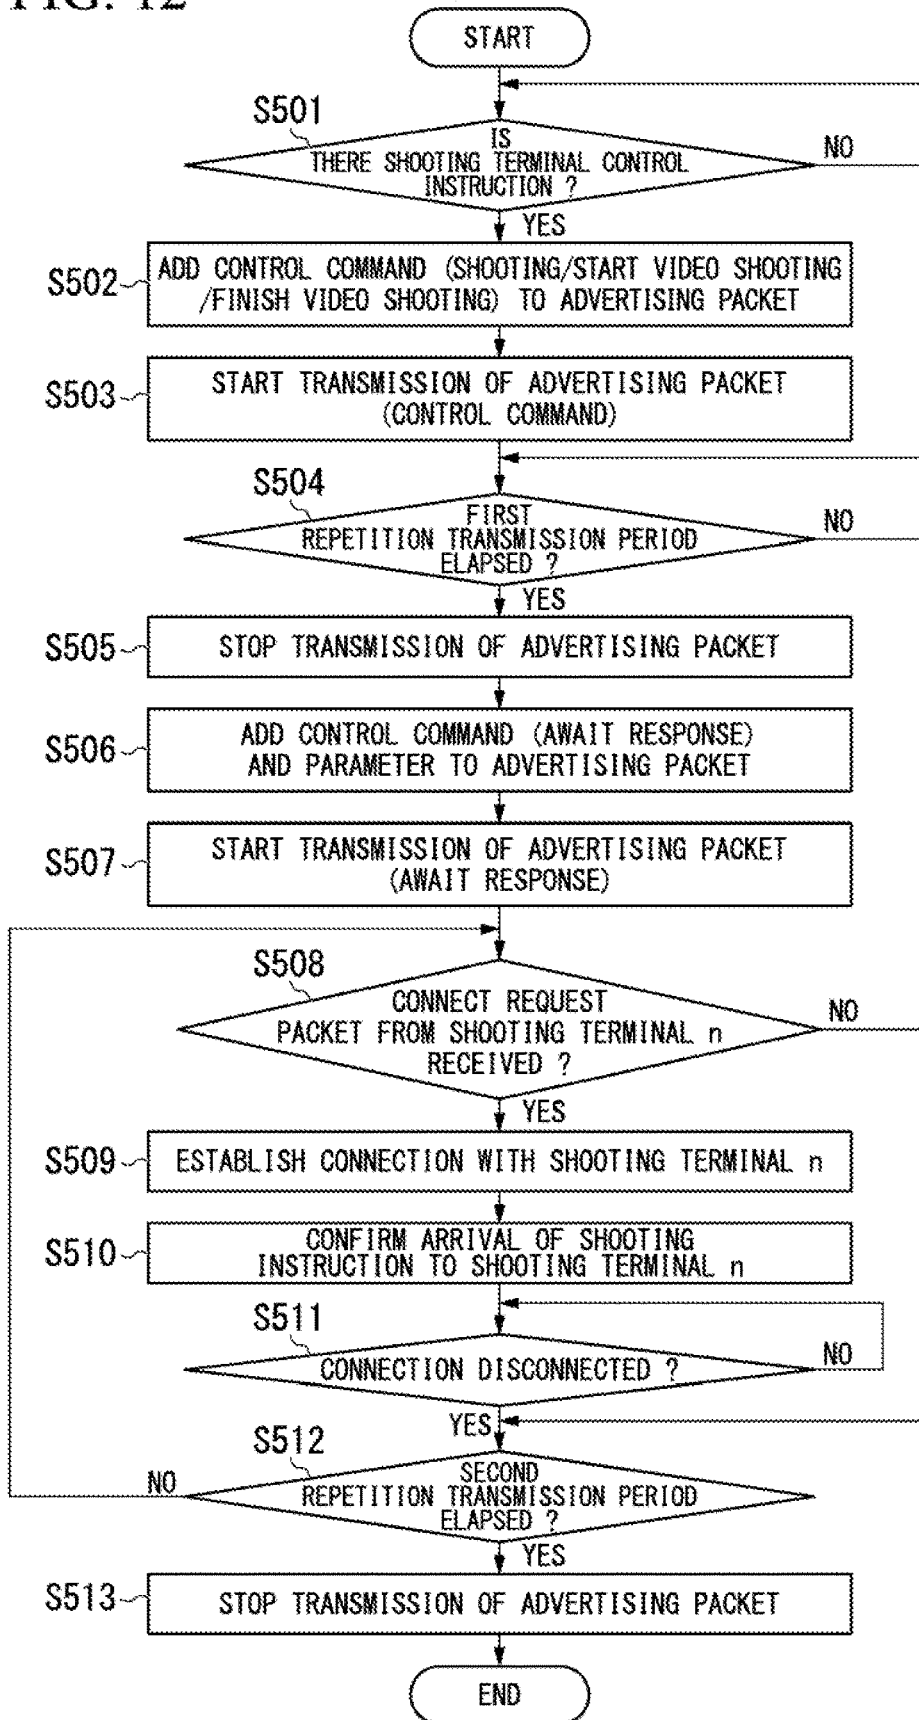 FIG. 12
START
S501
IS
THERE SHOOTING TERMINAL CONTROL
INSTRUCTION ?
NO
YES
S502
ADD CONTROL COMMAND (SHOOTING/START VIDEO SHOOTING
/FINISH VIDEO SHOOTING) TO ADVERTISING PACKET
S503
START TRANSMISSION OF ADVERTISING PACKET
(CONTROL COMMAND)
S504
FIRST
REPETITION TRANSMISSION PERIOD
ELAPSED ?
NO
YES
S505
STOP TRANSMISSION OF ADVERTISING PACKET
S506
ADD CONTROL COMMAND (AWAIT RESPONSE)
AND PARAMETER TO ADVERTISING PACKET
S507
START TRANSMISSION OF ADVERTISING PACKET
(AWAIT RESPONSE)
S508
CONNECT REQUEST
PACKET FROM SHOOTING TERMINAL n
RECEIVED ?
NO
YES
S509
ESTABLISH CONNECTION WITH SHOOTING TERMINAL n
S510
CONFIRM ARRIVAL OF SHOOTING
INSTRUCTION TO SHOOTING TERMINAL n
S511
CONNECTION DISCONNECTED ?
NO
YES
S512
SECOND
REPETITION TRANSMISSION PERIOD
ELAPSED ?
NO
YES
S513
STOP TRANSMISSION OF ADVERTISING PACKET
END